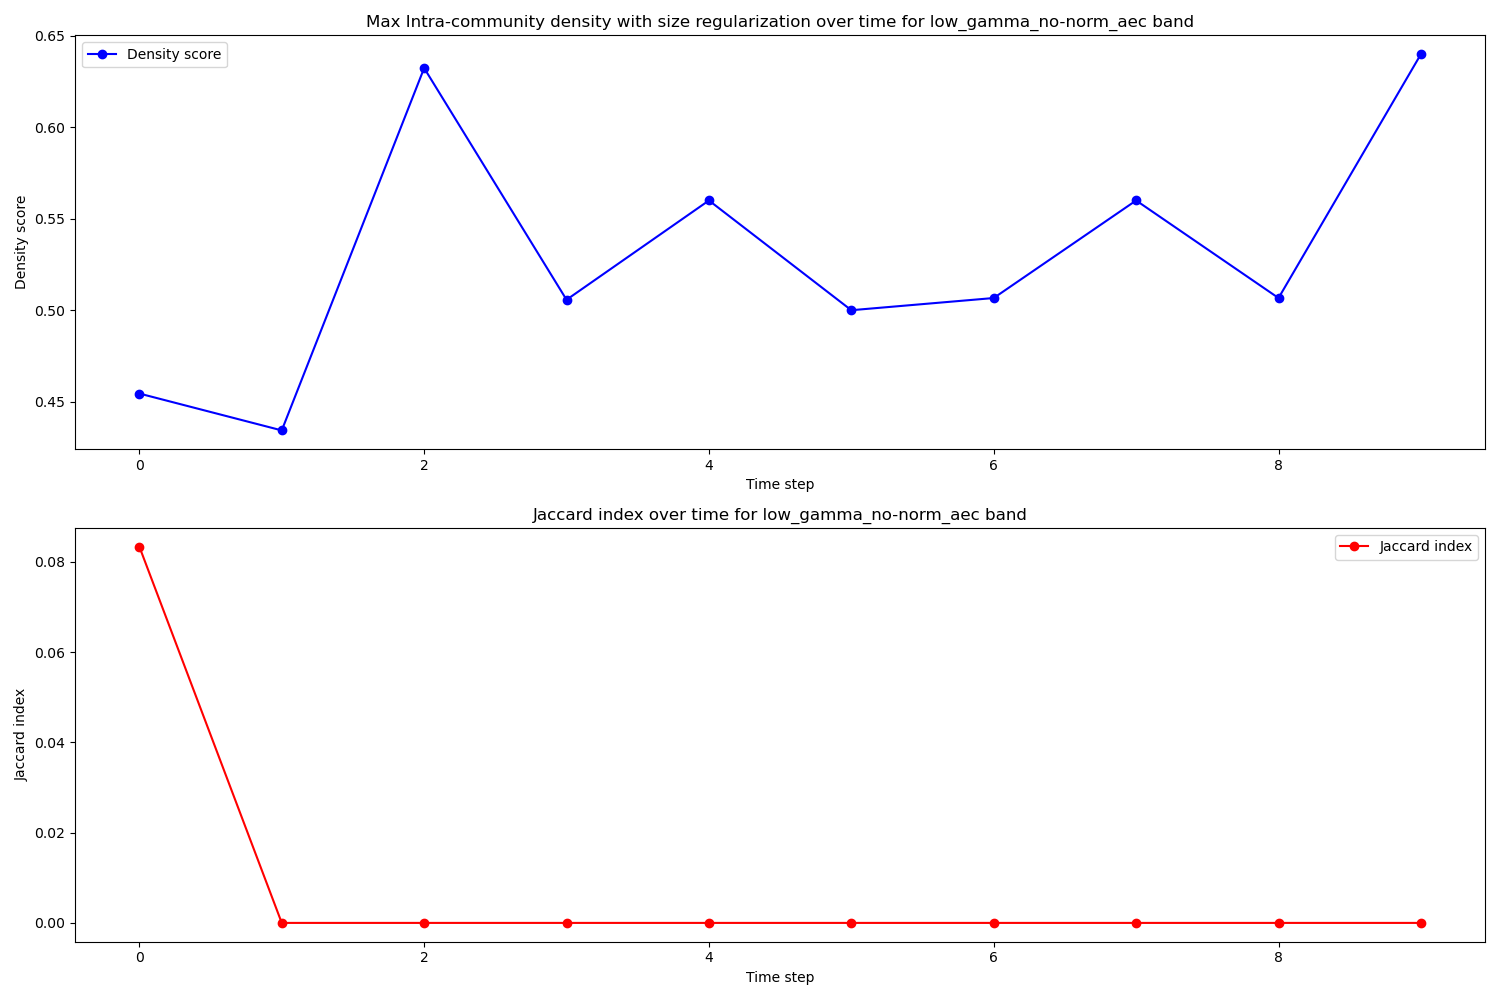 Max Intra-community density with size regularization over time for low_gamma_no-norm_aec band
0.65
0.60
0.55
0.50
0.45
Density score
Density score
0
2
4
6
8
Time step
Jaccard index over time for low_gamma_no-norm_aec band
0.08
0.06
0.04
0.02
0.00
Jaccard index
Jaccard index
0
2
4
6
8
Time step